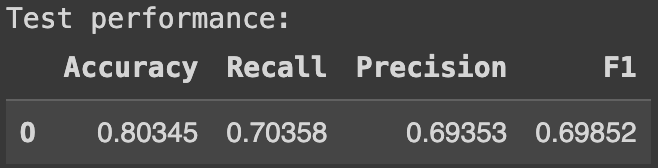 Test performance:
Accuracy Recall Precision F1
0 0.80345 0.70358 0.69353 0.69852